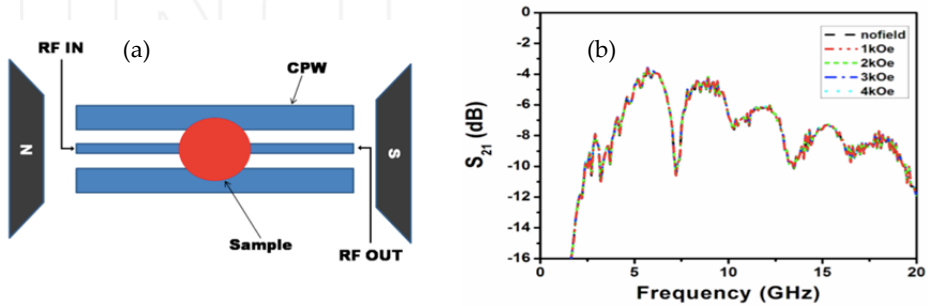 (a)
RF IN
CPW
N
S
Sample
RF OUT
(b)
0
-2
-4
-6
-8
-10
-12
-14
-16
S21 (dB)
nofield
1kOe
2kOe
3kOe
4kOe
0 5 10 15 20
Frequency (GHz)